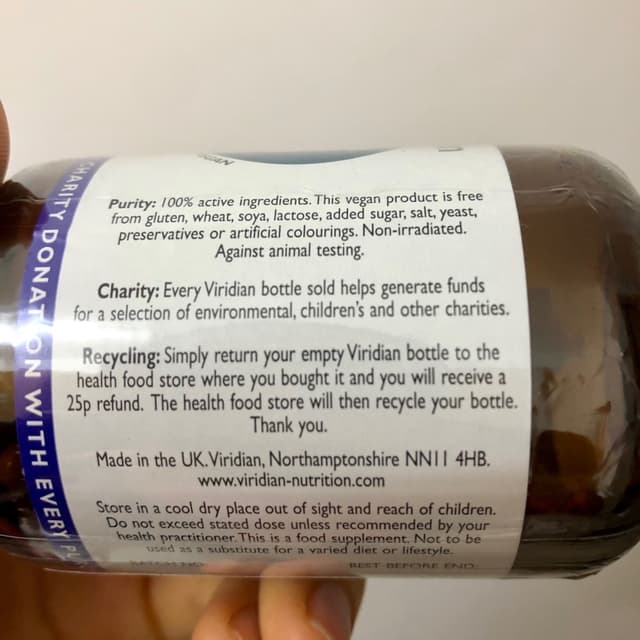 Purity: 100% active ingredients. This vegan product is free
from gluten, wheat, soya, lactose, added sugar, salt, yeast,
preservatives or artificial colourings. Non-irradiated.
Against animal testing.
Charity: Every Viridian bottle sold helps generate funds
for a selection of environmental, children's and other charities.
Recycling: Simply return your empty Viridian bottle to the
health food store where you bought it and you will receive a
25p refund. The health food store will then recycle your bottle.
Thank you.
Made in the UK. Viridian, Northamptonshire NN11 4HB.
www.viridian-nutrition.com
Store in a cool dry place out of sight and reach of children.
Do not exceed stated dose unless recommended by your
health practitioner. This is a food supplement. Not to be
used as a substitute for a varied diet or lifestyle.
BEST BEFORE END:
CHARITY DONATION WITH EVERY